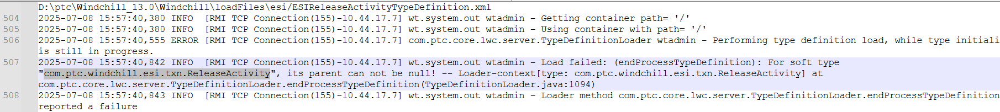 D:\ptc\Windchill_13.0\Windchill\loadFiles\esi/ESIReleaseActivityTypeDefinition.xml
504 2025-07-08 15:57:40,380 INFO  [RMI TCP Connection(155)-10.44.17.7] wt.system.out wtadmin - Getting container path= '/'
505 2025-07-08 15:57:40,380 INFO  [RMI TCP Connection(155)-10.44.17.7] wt.system.out wtadmin - Using container with path= '/'
506 2025-07-08 15:57:40,555 ERROR [RMI TCP Connection(155)-10.44.17.7] com.ptc.core.lwc.server.TypeDefinitionLoader wtadmin - Performing type definition load, while type initiali
is still in progress.
507 2025-07-08 15:57:40,842 INFO  [RMI TCP Connection(155)-10.44.17.7] wt.system.out wtadmin - Load failed: (endProcessTypeDefinition): For soft type
"com.ptc.windchill.esi.txn.ReleaseActivity", its parent can not be null! -- Loader-context[type: com.ptc.windchill.esi.txn.ReleaseActivity] at
com.ptc.core.lwc.server.TypeDefinitionLoader.endProcessTypeDefinition(TypeDefinitionLoader.java:1094)
508 2025-07-08 15:57:40,843 INFO  [RMI TCP Connection(155)-10.44.17.7] wt.system.out wtadmin - Loader method com.ptc.core.lwc.server.TypeDefinitionLoader.endProcessTypeDefinition
reported a failure